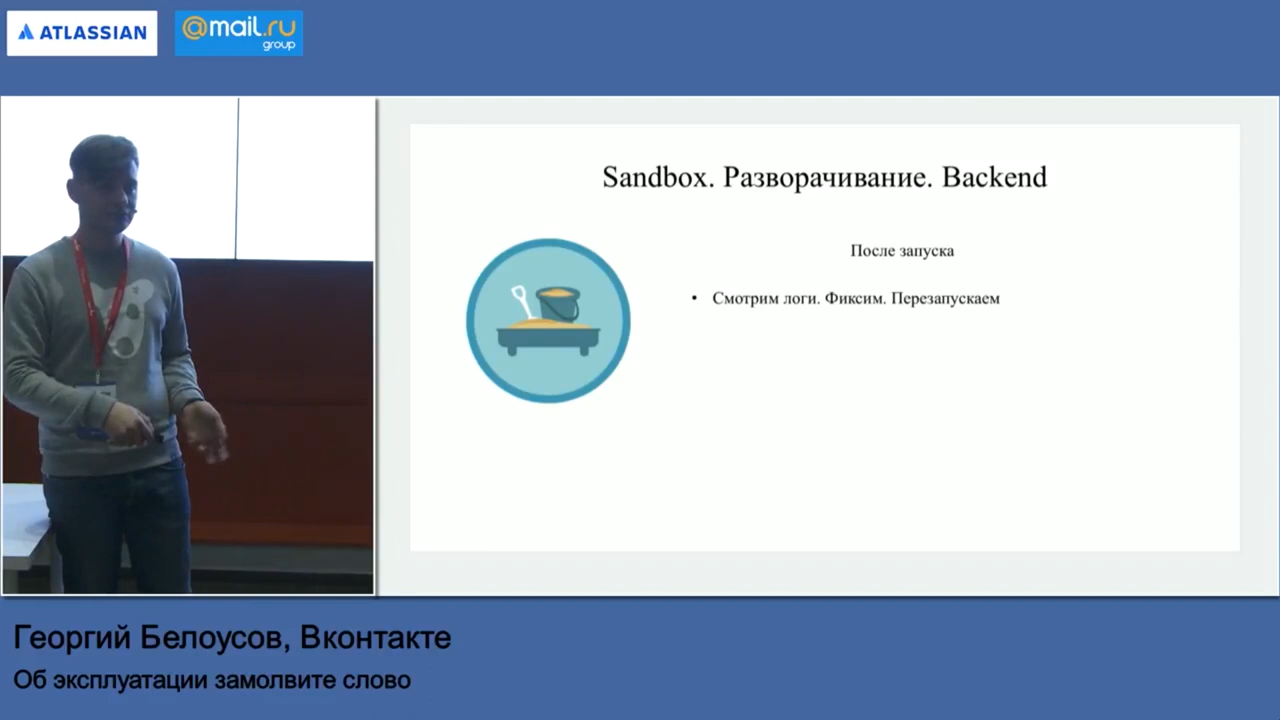 ATLASSIAN
@mail.ru
group
Sandbox. Разворачивание. Backend
После запуска
• Смотрим логи. Фиксим. Перезапускаем
Георгий Белоусов, Вконтакте
Об эксплуатации замолвите слово